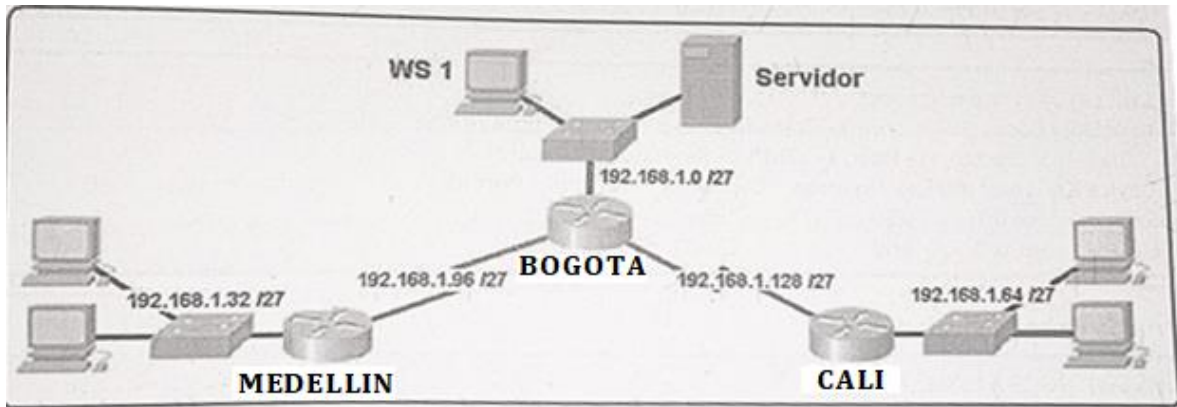 WS 1
Servidor
192.168.1.0 /27
BOGOTA
192.168.1.96 /27
192.168.1.128 /27
192.168.1.32 /27
192.168.1.64 /27
MEDELLIN
CALI